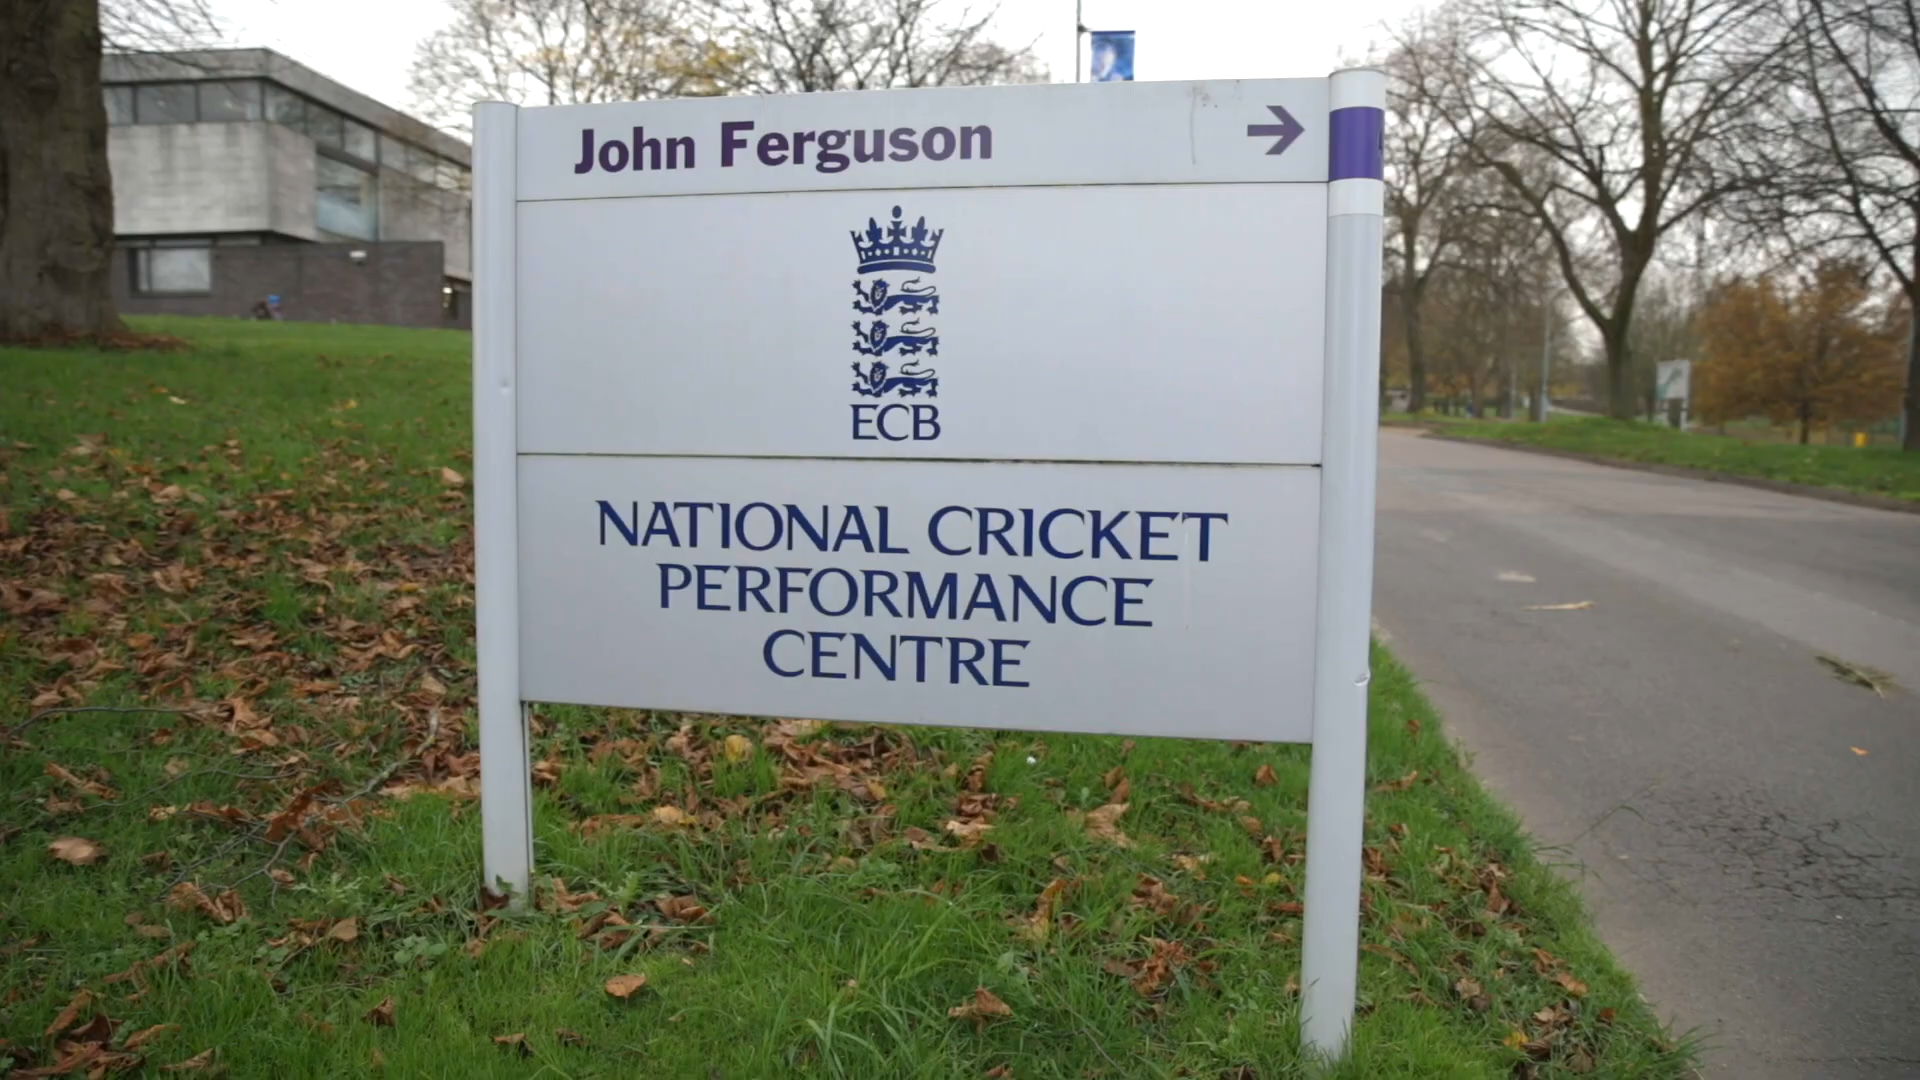 John Ferguson →
ECB
NATIONAL CRICKET
PERFORMANCE
CENTRE